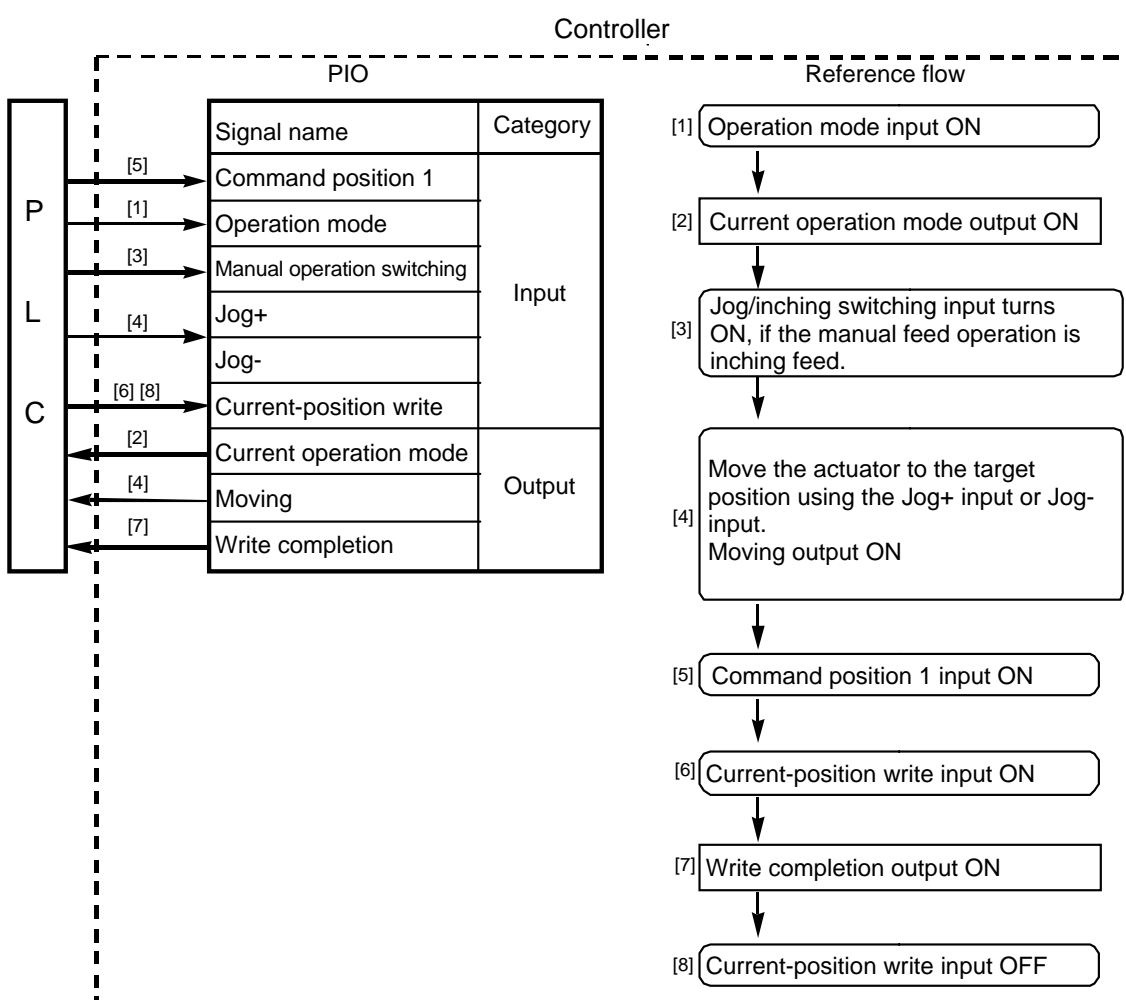 Controller
PIO
Reference flow
P
L
C
Signal name
Category
[5]
Command position 1
[1]
Operation mode
[3]
Manual operation switching
Input
[4]
Jog+
Jog-
[6] [8]
Current-position write
[2]
Current operation mode
Output
[4]
Moving
[7]
Write completion
[1] Operation mode input ON
[2] Current operation mode output ON
[3] Jog/inching switching input turns
ON, if the manual feed operation is
inching feed.
[4] Move the actuator to the target
position using the Jog+ input or Jog-
input.
Moving output ON
[5] Command position 1 input ON
[6] Current-position write input ON
[7] Write completion output ON
[8] Current-position write input OFF